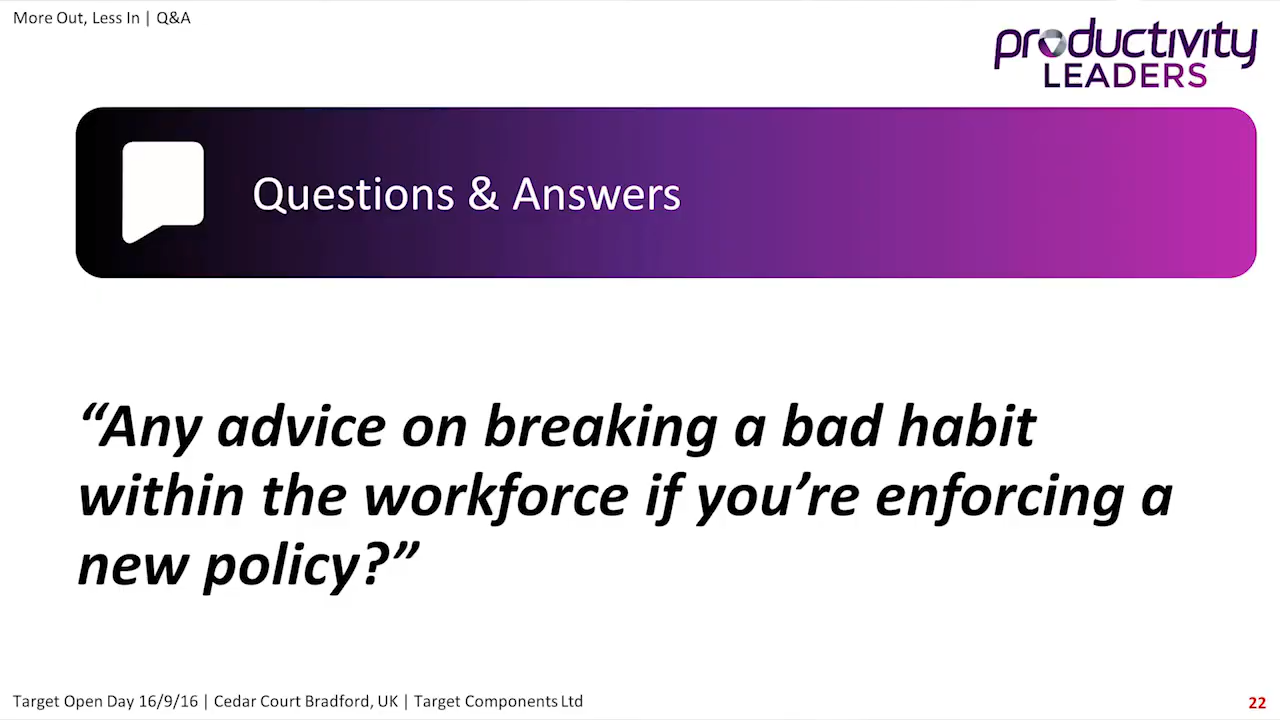 More Out, Less In | Q&A
productivity
LEADERS
Questions & Answers
“Any advice on breaking a bad habit
within the workforce if you’re enforcing a
new policy?”
Target Open Day 16/9/16 | Cedar Court Bradford, UK | Target Components Ltd
22